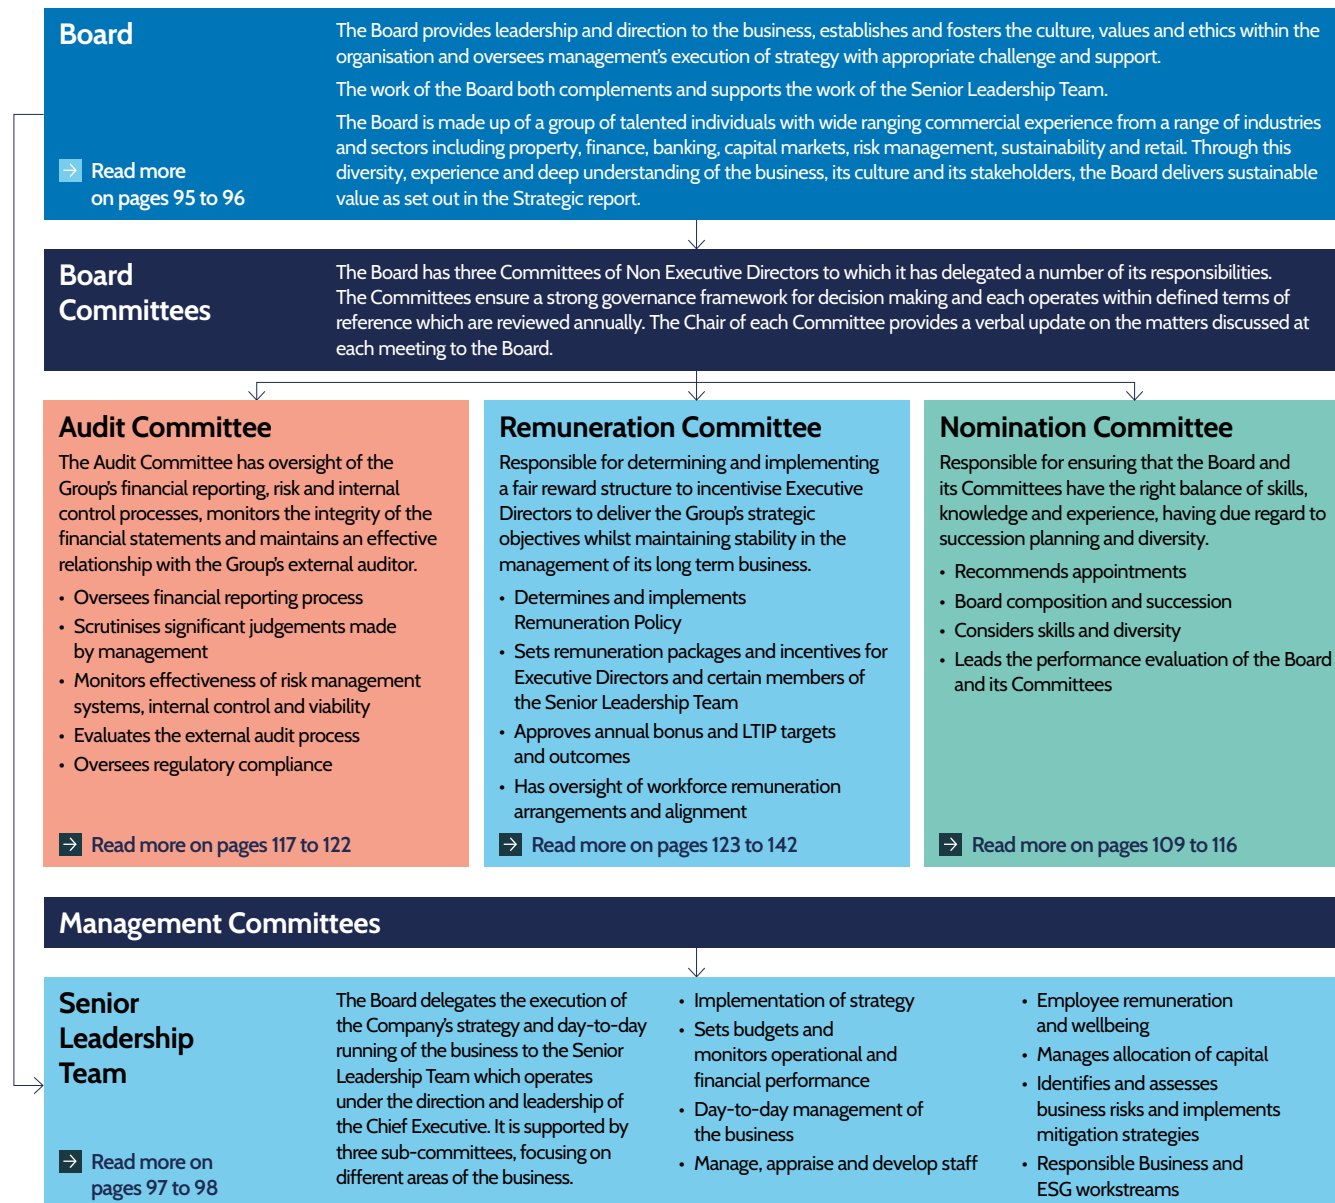 Board
The Board provides leadership and direction to the business, establishes and fosters the culture, values and ethics within the
organisation and oversees management's execution of strategy with appropriate challenge and support.
The work of the Board both complements and supports the work of the Senior Leadership Team.
The Board is made up of a group of talented individuals with wide ranging commercial experience from a range of industries
and sectors including property, finance, banking, capital markets, risk management, sustainability and retail. Through this
diversity, experience and deep understanding of the business, its culture and its stakeholders, the Board delivers sustainable
value as set out in the Strategic report.
Read more
on pages 95 to 96
Board
Committees
The Board has three Committees of Non Executive Directors to which it has delegated a number of its responsibilities.
The Committees ensure a strong governance framework for decision making and each operates within defined terms of
reference which are reviewed annually. The Chair of each Committee provides a verbal update on the matters discussed at
each meeting to the Board.
Audit Committee
The Audit Committee has oversight of the
Group's financial reporting, risk and internal
control processes, monitors the integrity of the
financial statements and maintains an effective
relationship with the Group's external auditor.
• Oversees financial reporting process
• Scrutinises significant judgements made
by management
• Monitors effectiveness of risk management
systems, internal control and viability
• Evaluates the external audit process
• Oversees regulatory compliance
Read more on pages 117 to 122
Remuneration Committee
Responsible for determining and implementing
a fair reward structure to incentivise Executive
Directors to deliver the Group's strategic
objectives whilst maintaining stability in the
management of its long term business.
• Determines and implements
Remuneration Policy
• Sets remuneration packages and incentives for
Executive Directors and certain members of
the Senior Leadership Team
• Approves annual bonus and LTIP targets
and outcomes
• Has oversight of workforce remuneration
arrangements and alignment
Read more on pages 123 to 142
Nomination Committee
Responsible for ensuring that the Board and
its Committees have the right balance of skills,
knowledge and experience, having due regard to
succession planning and diversity.
• Recommends appointments
• Board composition and succession
• Considers skills and diversity
• Leads the performance evaluation of the Board
and its Committees
Read more on pages 109 to 116
Management Committees
Senior
Leadership
Team
Read more on
pages 97 to 98
The Board delegates the execution of
the Company's strategy and day-to-day
running of the business to the Senior
Leadership Team which operates
under the direction and leadership of
the Chief Executive. It is supported by
three sub-committees, focusing on
different areas of the business.
• Implementation of strategy
• Sets budgets and
monitors operational and
financial performance
• Day-to-day management of
the business
• Manage, appraise and develop staff
• Employee remuneration
and wellbeing
• Manages allocation of capital
• Identifies and assesses
business risks and implements
mitigation strategies
• Responsible Business and
ESG workstreams